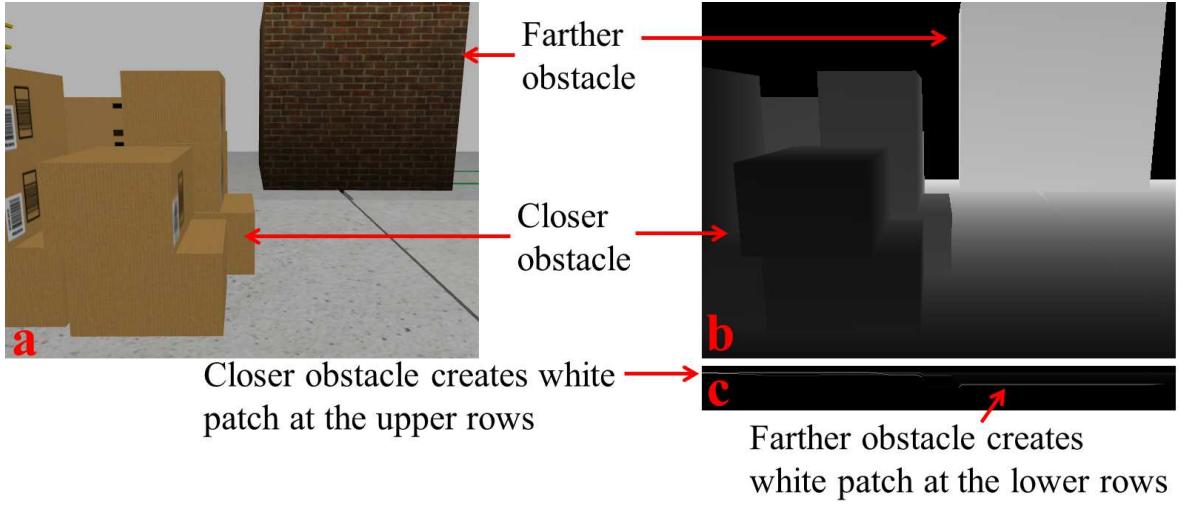 Farther
obstacle
Closer
obstacle
a
b
Closer obstacle creates white
patch at the upper rows
c
Farther obstacle creates
white patch at the lower rows